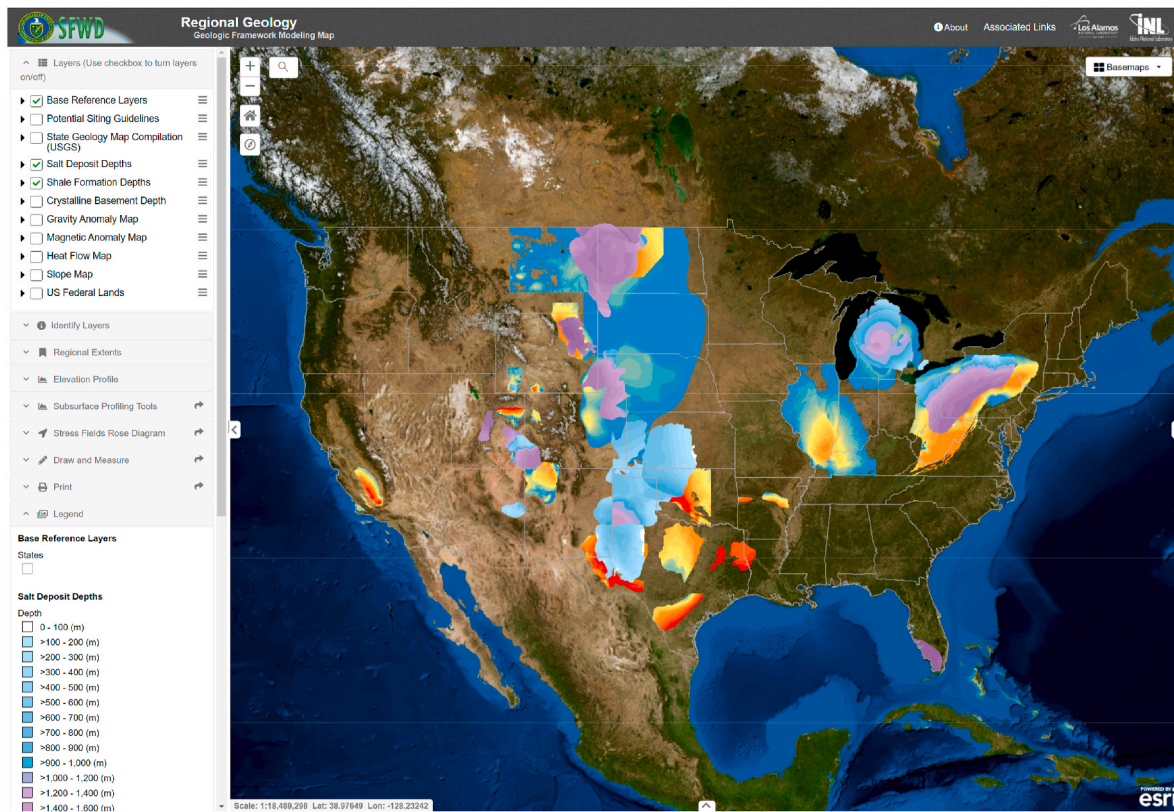 SFWD
Regional Geology
Geologic Framework Modeling Map
About
Associated Links
Los Alamos
NATIONAL LABORATORY
INL
Idaho National Laboratory
Layers (Use checkbox to turn layers
on/off)
Base Reference Layers
Potential Siting Guidelines
State Geology Map Compilation
(USGS)
Salt Deposit Depths
Shale Formation Depths
Crystalline Basement Depth
Gravity Anomaly Map
Magnetic Anomaly Map
Heat Flow Map
Slope Map
US Federal Lands
Identify Layers
Regional Extents
Elevation Profile
Subsurface Profiling Tools
Stress Fields Rose Diagram
Draw and Measure
Print
Legend
Base Reference Layers
States
Salt Deposit Depths
Depth
0 - 100 (m)
>100 - 200 (m)
>200 - 300 (m)
>300 - 400 (m)
>400 - 500 (m)
>500 - 600 (m)
>600 - 700 (m)
>700 - 800 (m)
>800 - 900 (m)
>900 - 1,000 (m)
>1,000 - 1,200 (m)
>1,200 - 1,400 (m)
>1,400 - 1,600 (m)
Basemaps
Scale: 1:18,489,298 Lat: 38.97649 Lon: -128.23242
POWERED BY
esri